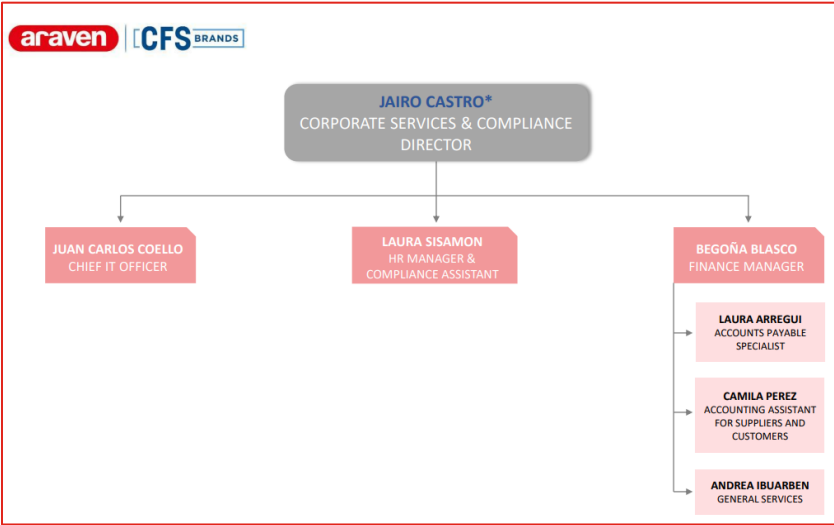 araven
CFS BRANDS
JAIRO CASTRO*
CORPORATE SERVICES & COMPLIANCE
DIRECTOR
JUAN CARLOS COELLO
CHIEF IT OFFICER
LAURA SISAMON
HR MANAGER &
COMPLIANCE ASSISTANT
BEGOÑA BLASCO
FINANCE MANAGER
LAURA ARREGUI
ACCOUNTS PAYABLE
SPECIALIST
CAMILA PEREZ
ACCOUNTING ASSISTANT
FOR SUPPLIERS AND
CUSTOMERS
ANDREA IBUARBEN
GENERAL SERVICES